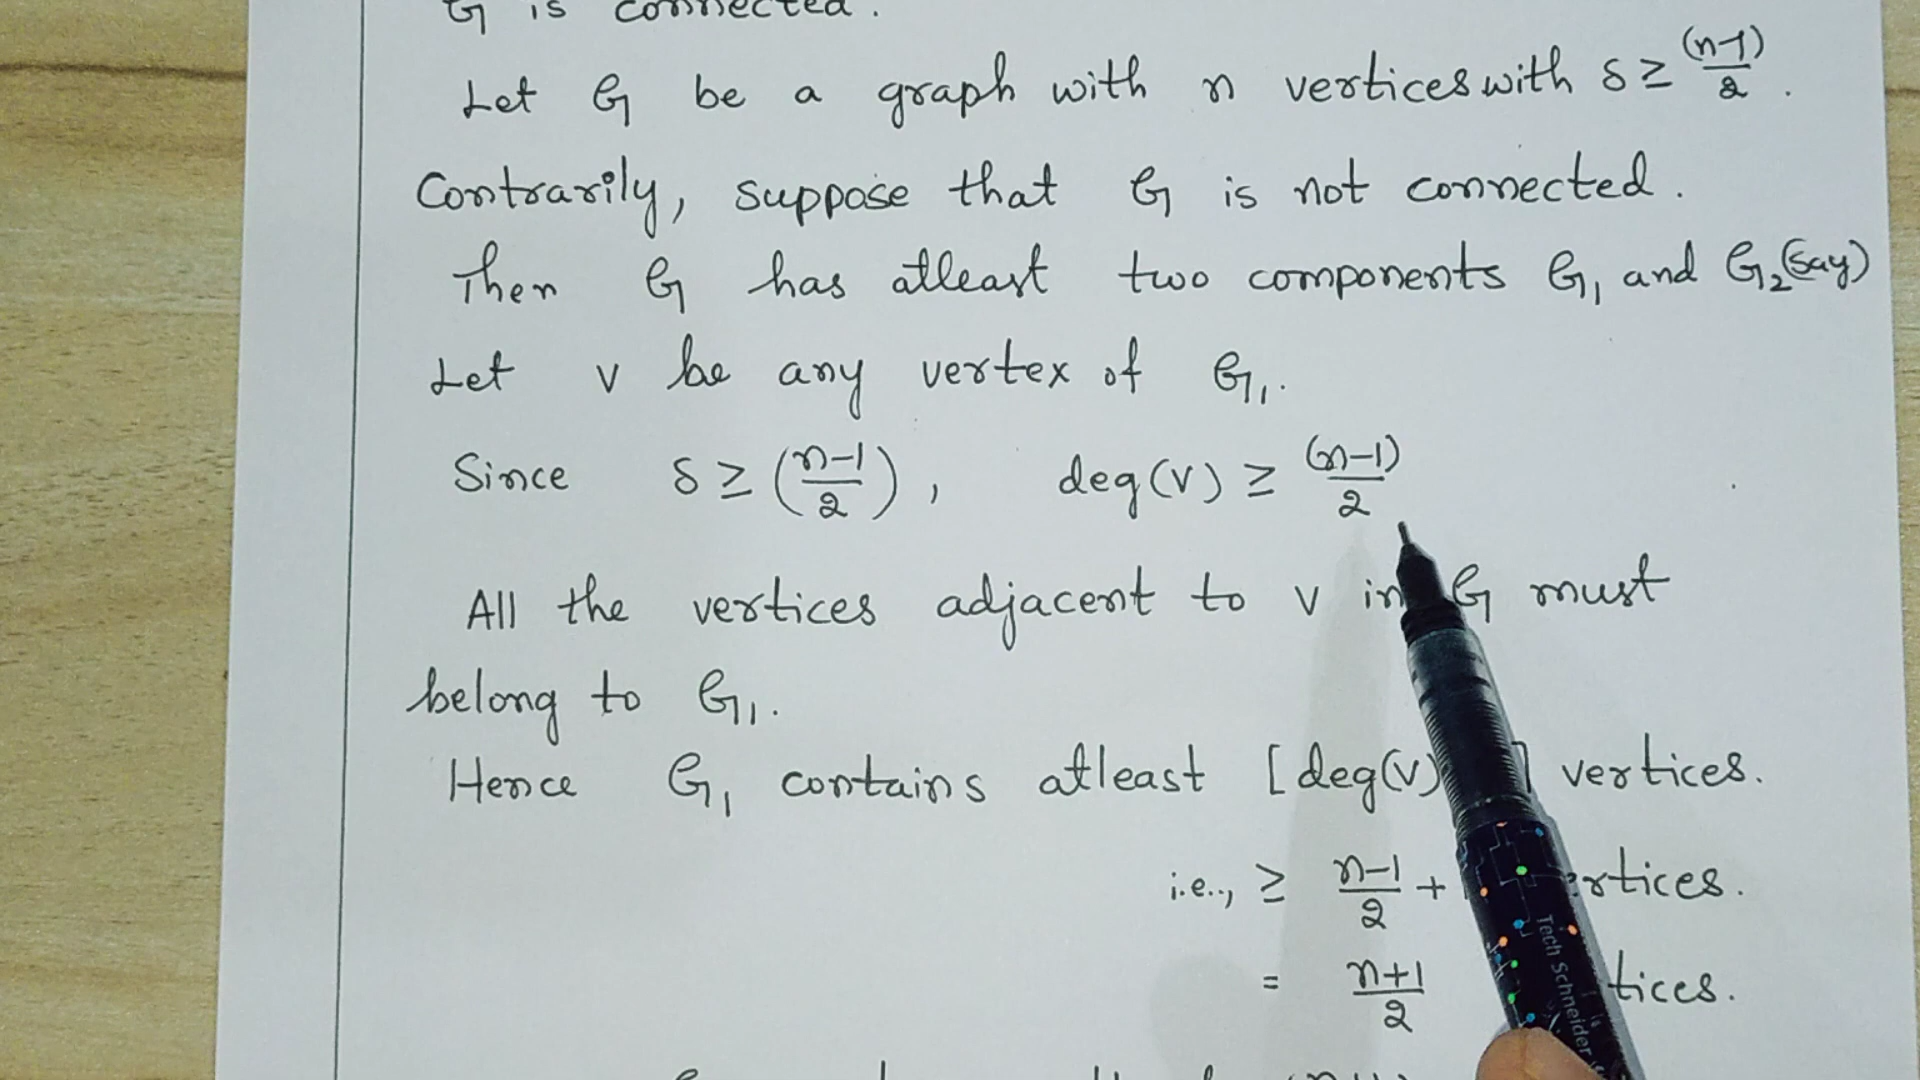 G is connected.
Let G be a graph with n vertices with δ ≥ (n-1)/2.
Contrarily, suppose that G is not connected.
Then G has atleast two components G₁ and G₂ (say)
Let v be any vertex of G₁.
Since δ ≥ ((n-1)/2), deg(v) ≥ (n-1)/2
All the vertices adjacent to v in G must
belong to G₁.
Hence G₁ contains atleast [deg(v) ] vertices.
i.e.., ≥ (n-1)/2 +
= (n+1)/2
Tech Schneider